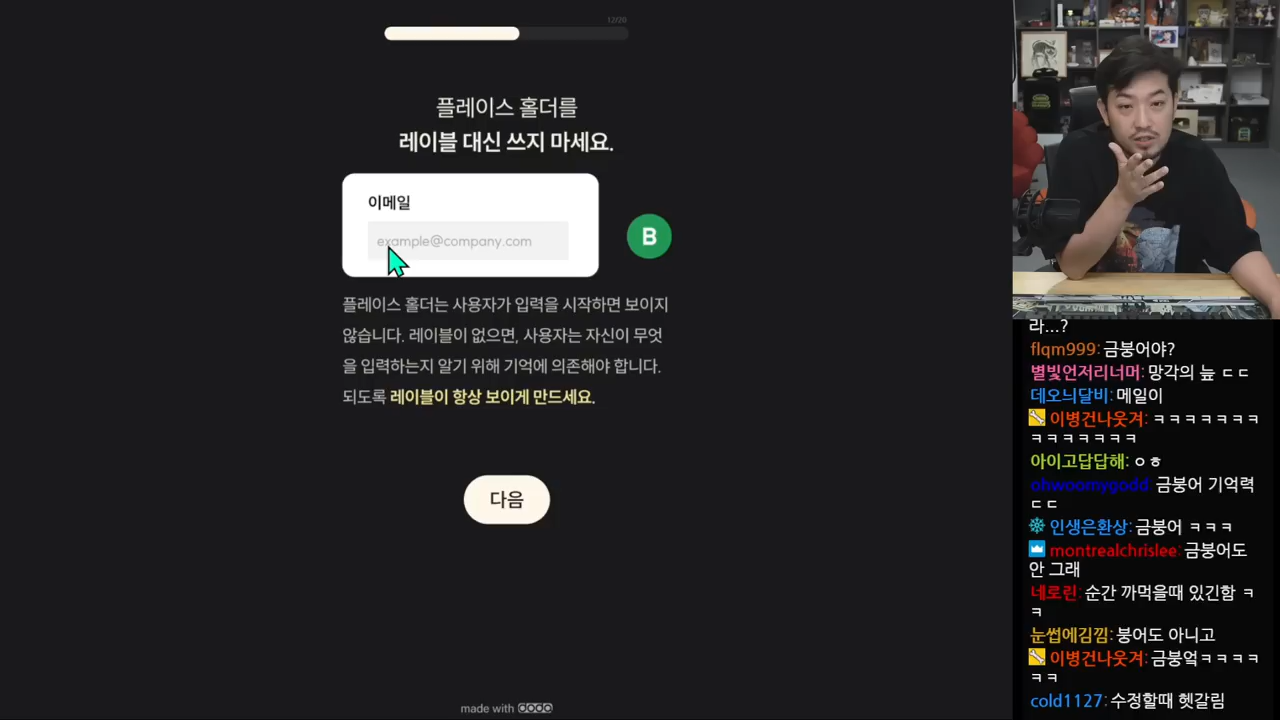 12/20
플레이스 홀더를
레이블 대신 쓰지 마세요.
이메일
example@company.com
B
플레이스 홀더는 사용자가 입력을 시작하면 보이지
않습니다. 레이블이 없으면, 사용자는 자신이 무엇
을 입력하는지 알기 위해 기억에 의존해야 합니다.
되도록 레이블이 항상 보이게 만드세요.
다음
made with doda
라...?
flqm999: 금붕어야?
별빛언저리너머: 망각의 늪 ㄷㄷ
데오늬달비: 메일이
이병건나웃겨: ㅋㅋㅋㅋㅋㅋㅋ
ㅋㅋㅋㅋㅋㅋㅋ
아이고답답해: ㅇㅎ
ohwoomygodd: 금붕어 기억력
ㄷㄷ
인생은환상: 금붕어 ㅋㅋㅋ
montrealchrislee: 금붕어도
안 그래
네로린: 순간 까먹을때 있긴함 ㅋ
ㅋ
눈썹에김낌: 붕어도 아니고
이병건나웃겨: 금붕엌ㅋㅋㅋㅋ
ㅋㅋ
cold1127: 수정할때 헷갈림